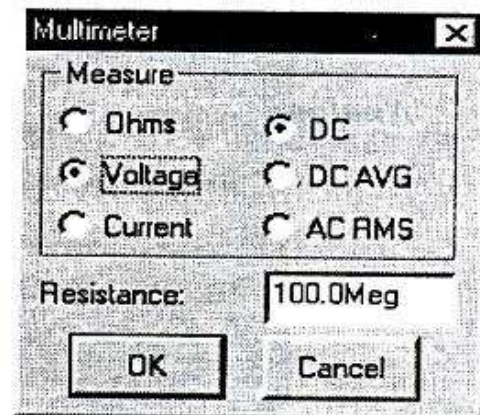 Multimeter
Measure
Ohms
DC
Voltage
DC AVG
Current
AC RMS
Resistance:
100.0Meg
OK
Cancel